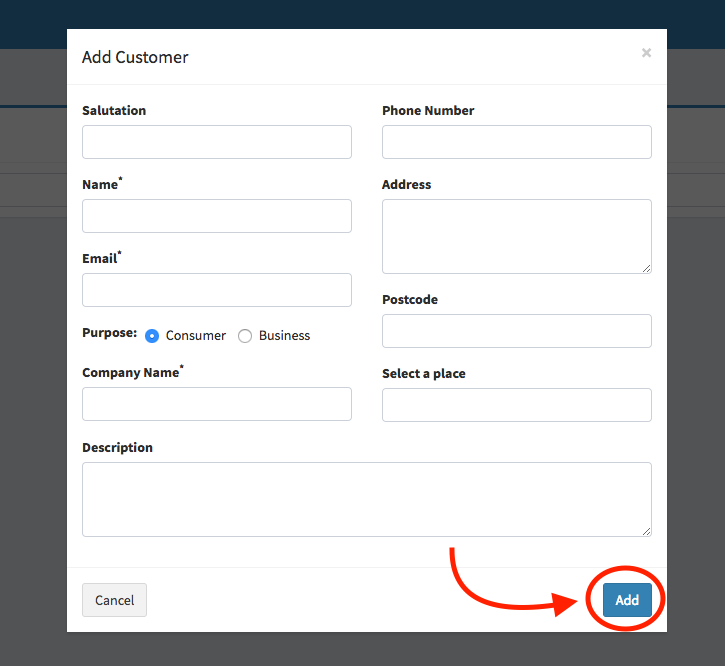 Add Customer ×
Salutation
Name*
Email*
Purpose: Consumer Business
Company Name*
Phone Number
Address
Postcode
Select a place
Description
Cancel Add